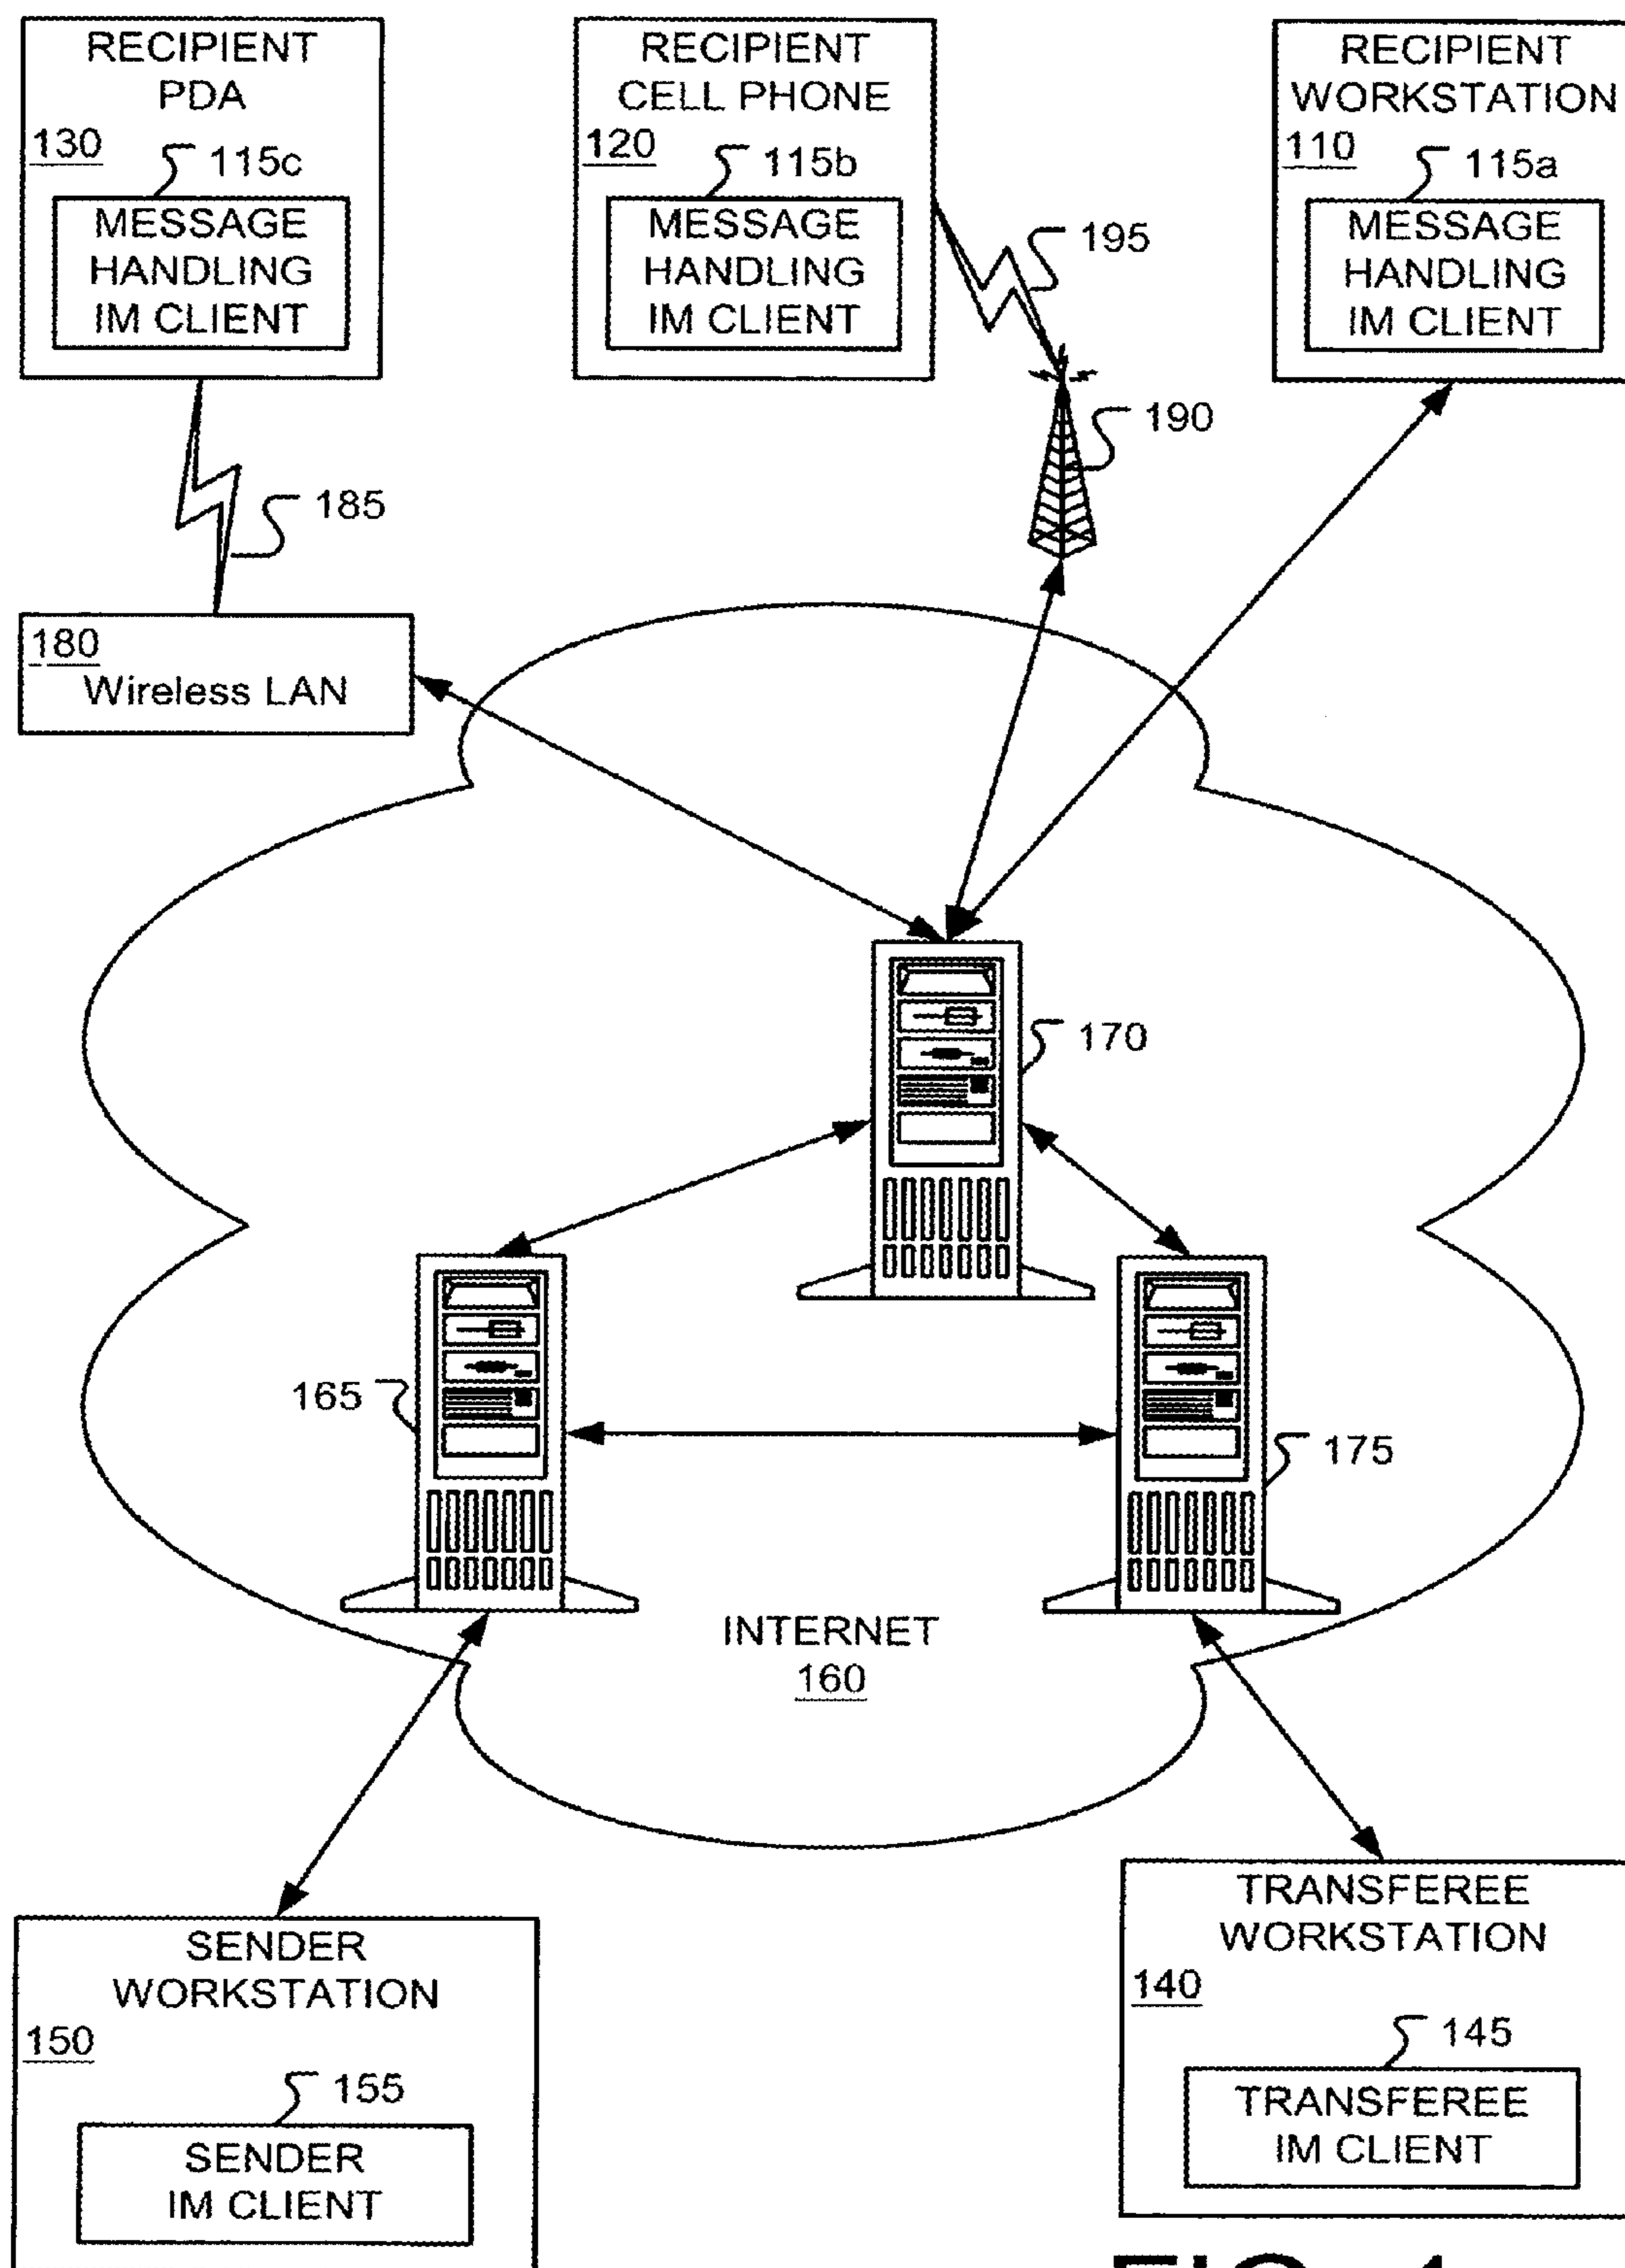 RECIPIENT
PDA
130
115c
MESSAGE
HANDLING
IM CLIENT
RECIPIENT
CELL PHONE
120
115b
MESSAGE
HANDLING
IM CLIENT
RECIPIENT
WORKSTATION
110
115a
MESSAGE
HANDLING
IM CLIENT
195
190
185
180
Wireless LAN
170
165
175
INTERNET
160
SENDER
WORKSTATION
150
155
SENDER
IM CLIENT
TRANSFEREE
WORKSTATION
140
145
TRANSFEREE
IM CLIENT